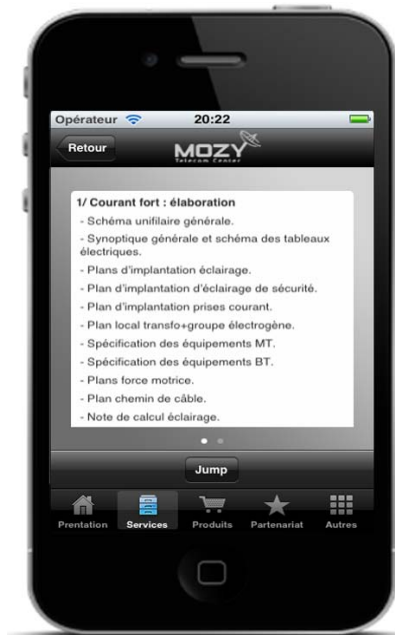 Opérateur 20:22
Retour
MOZY
Telecom Center
1/ Courant fort : élaboration
- Schéma unifilaire générale.
- Synoptique générale et schéma des tableaux
électriques.
- Plans d'implantation éclairage.
- Plan d'implantation d'éclairage de sécurité.
- Plan d'implantation prises courant.
- Plan local transfo+groupe électrogène.
- Spécification des équipements MT.
- Spécification des équipements BT.
- Plans force motrice.
- Plan chemin de câble.
- Note de calcul éclairage.
Jump
Prentation Services Produits Partenariat Autres